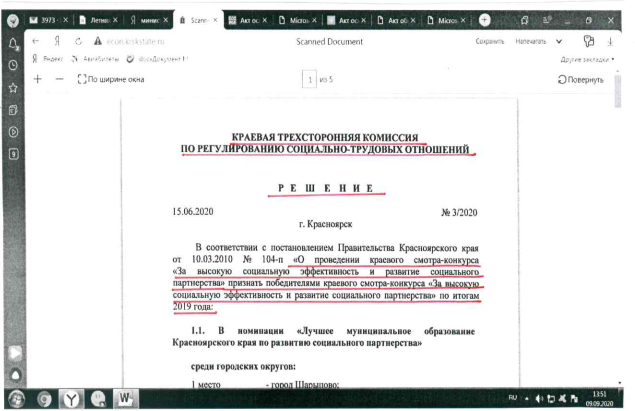 3973 -
Летни
минис
Scann
Акт ос
Micros
Акт ос
Акт об
Micros
econ.krskstate.ru
Scanned Document
Сохранить
Напечатать
Яндекс
Авиабилеты
Другие закладки
По ширине окна
1 из 5
Повернуть
КРАЕВАЯ ТРЕХСТОРОННЯЯ КОМИССИЯ
ПО РЕГУЛИРОВАНИЮ СОЦИАЛЬНО-ТРУДОВЫХ ОТНОШЕНИЙ
Р Е Ш Е Н И Е
15.06.2020 № 3/2020
г. Красноярск
В соответствии с постановлением Правительства Красноярского края
от 10.03.2010 № 104-п «О проведении краевого смотра-конкурса
«За высокую социальную эффективность и развитие социального
партнерства» признать победителями краевого смотра-конкурса «За высокую
социальную эффективность и развитие социального партнерства» по итогам
2019 года:
1.1. В номинации «Лучшее муниципальное образование
Красноярского края по развитию социального партнерства»
среди городских округов:
1 место - город Шарыпово;
RU
13:51
09.09.2020